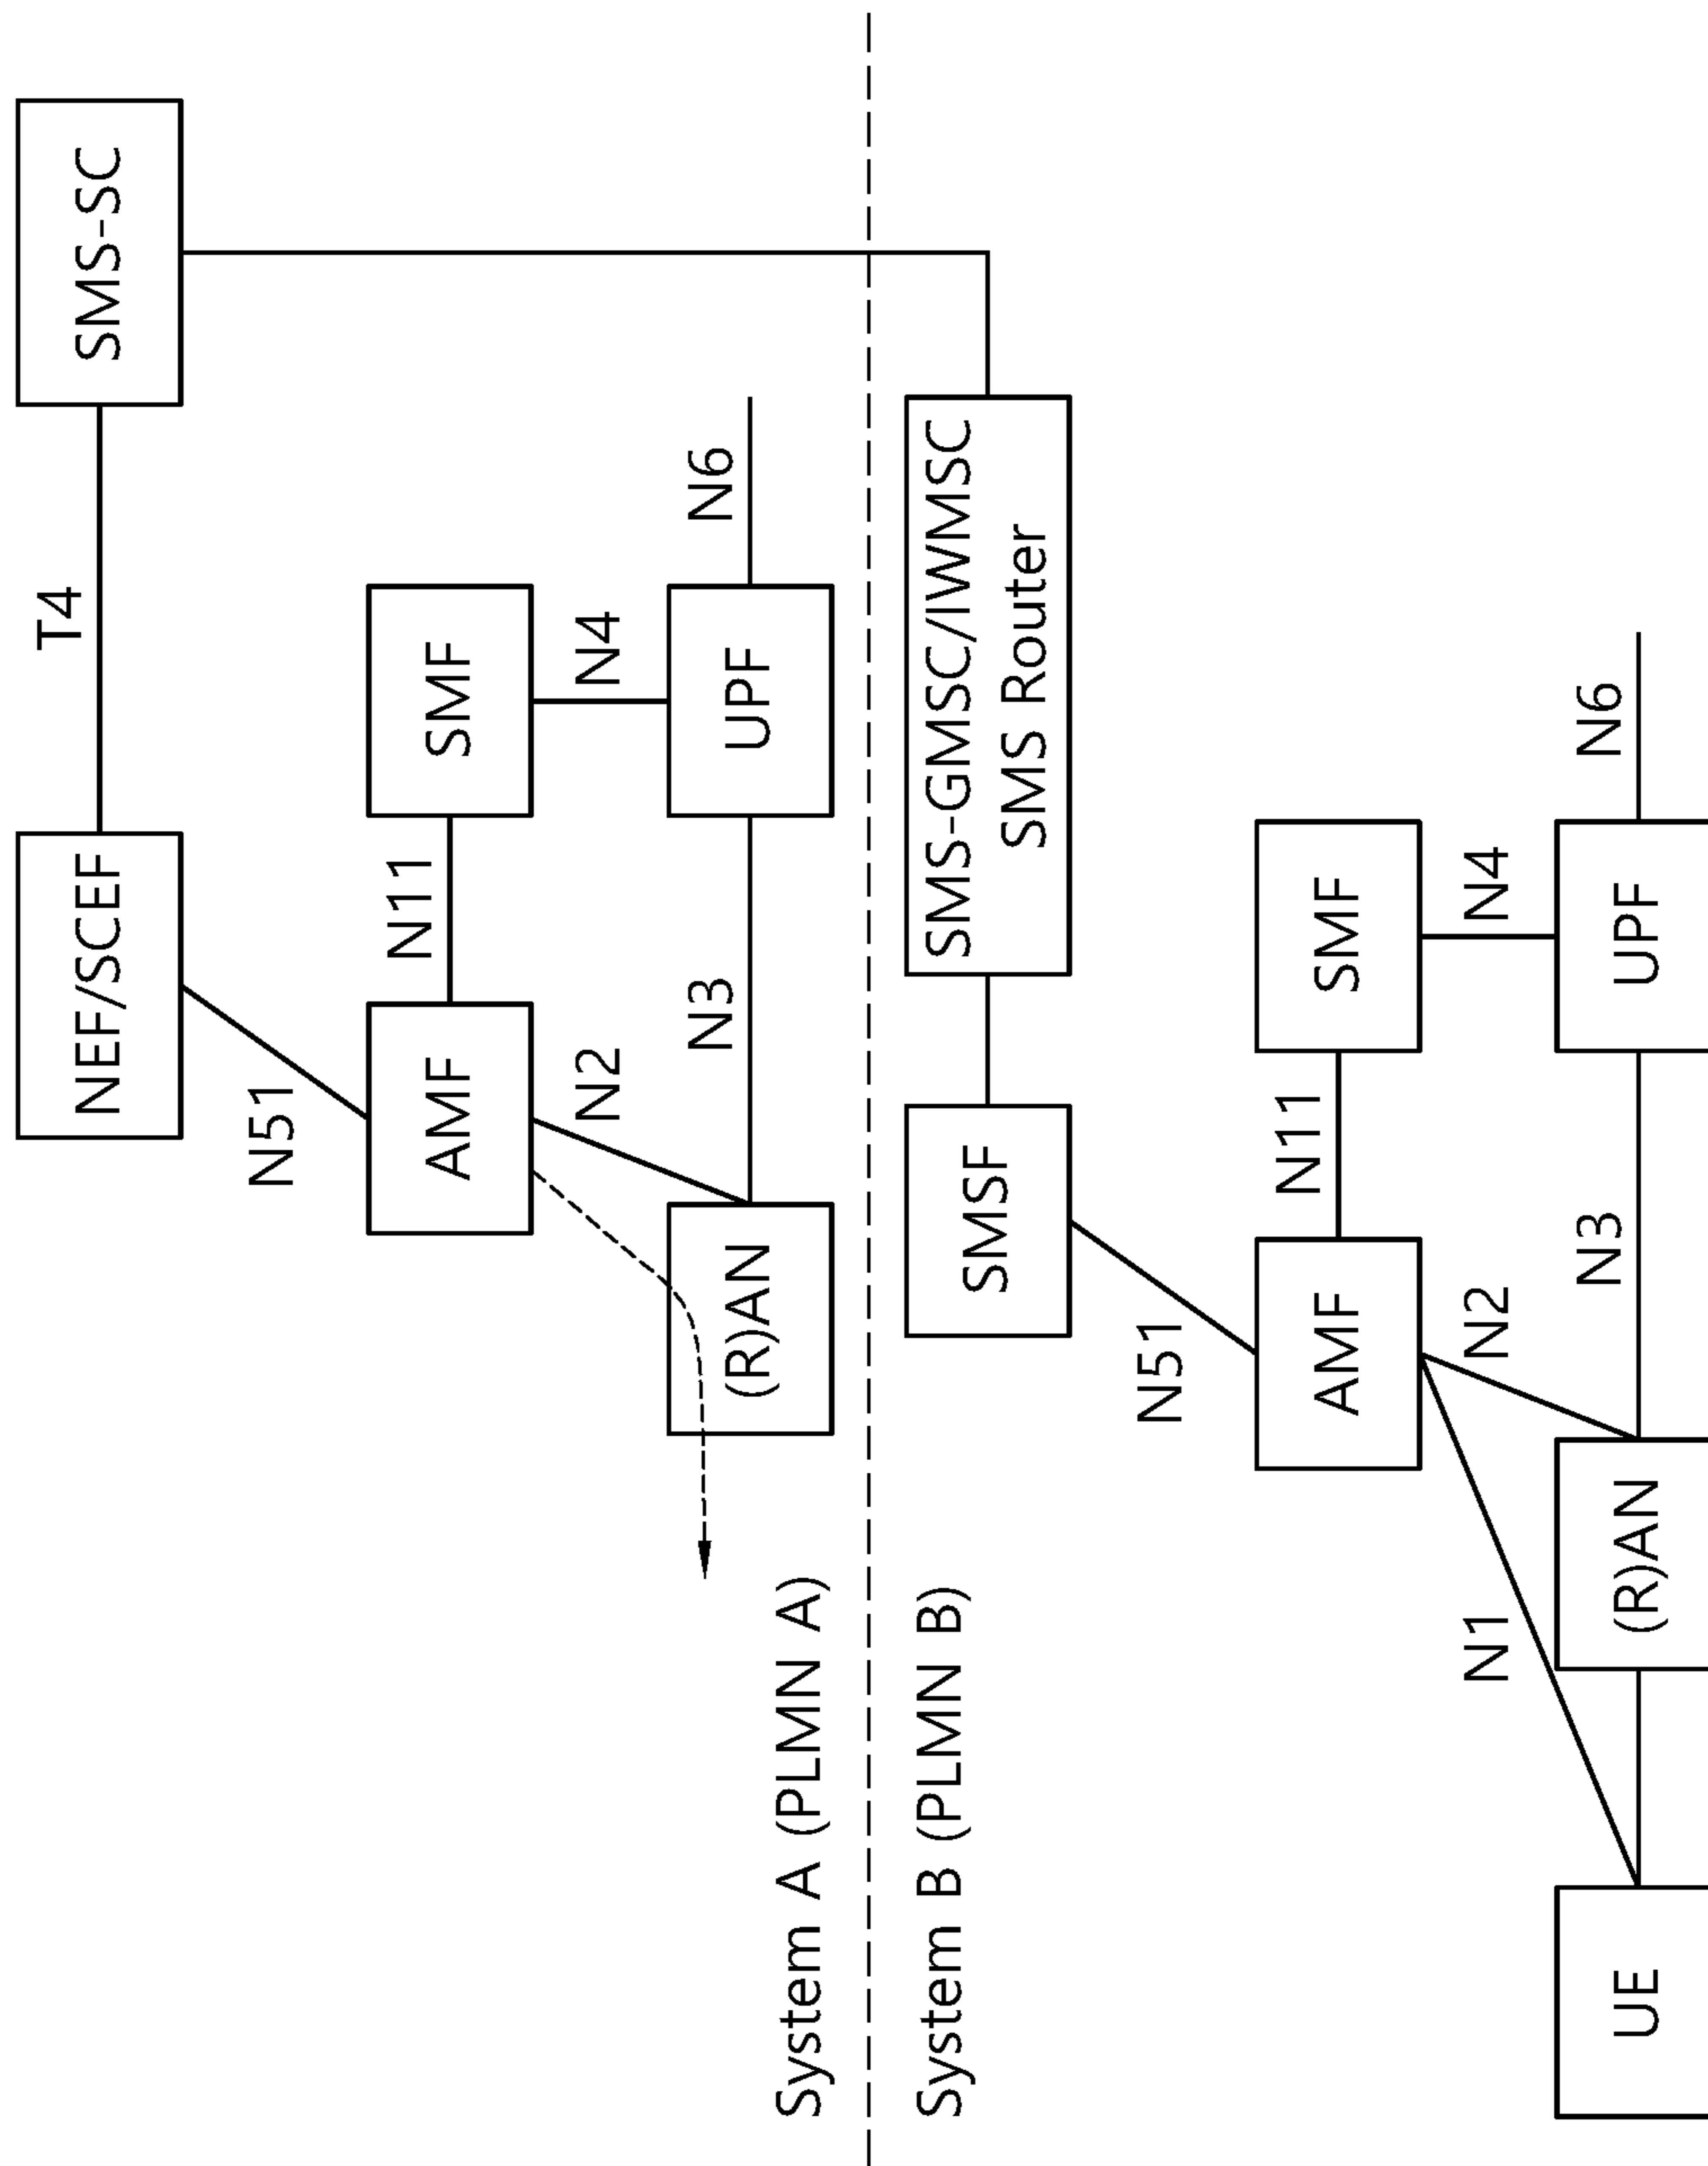 T4
NEF/SCEF
SMS-SC
N51
N11
AMF
SMF
N2
N4
N3
N6
(R)AN
UPF
System A (PLMN A)
System B (PLMN B)
SMSF
SMS-GMSC/IWMSC
SMS Router
N51
N11
AMF
SMF
N1
N2
N4
N3
N6
UE
(R)AN
UPF